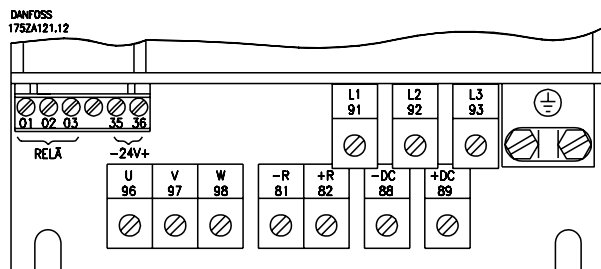 DANFOSS
175ZA121.12
L1 L2 L3
91 92 93
01 02 03 35 36
RELĀ -24V+
U V W -R +R -DC +DC
96 97 98 81 82 88 89